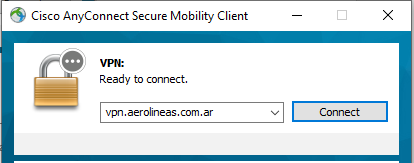 Cisco AnyConnect Secure Mobility Client
VPN:
Ready to connect.
vpn.aerolineas.com.ar
Connect